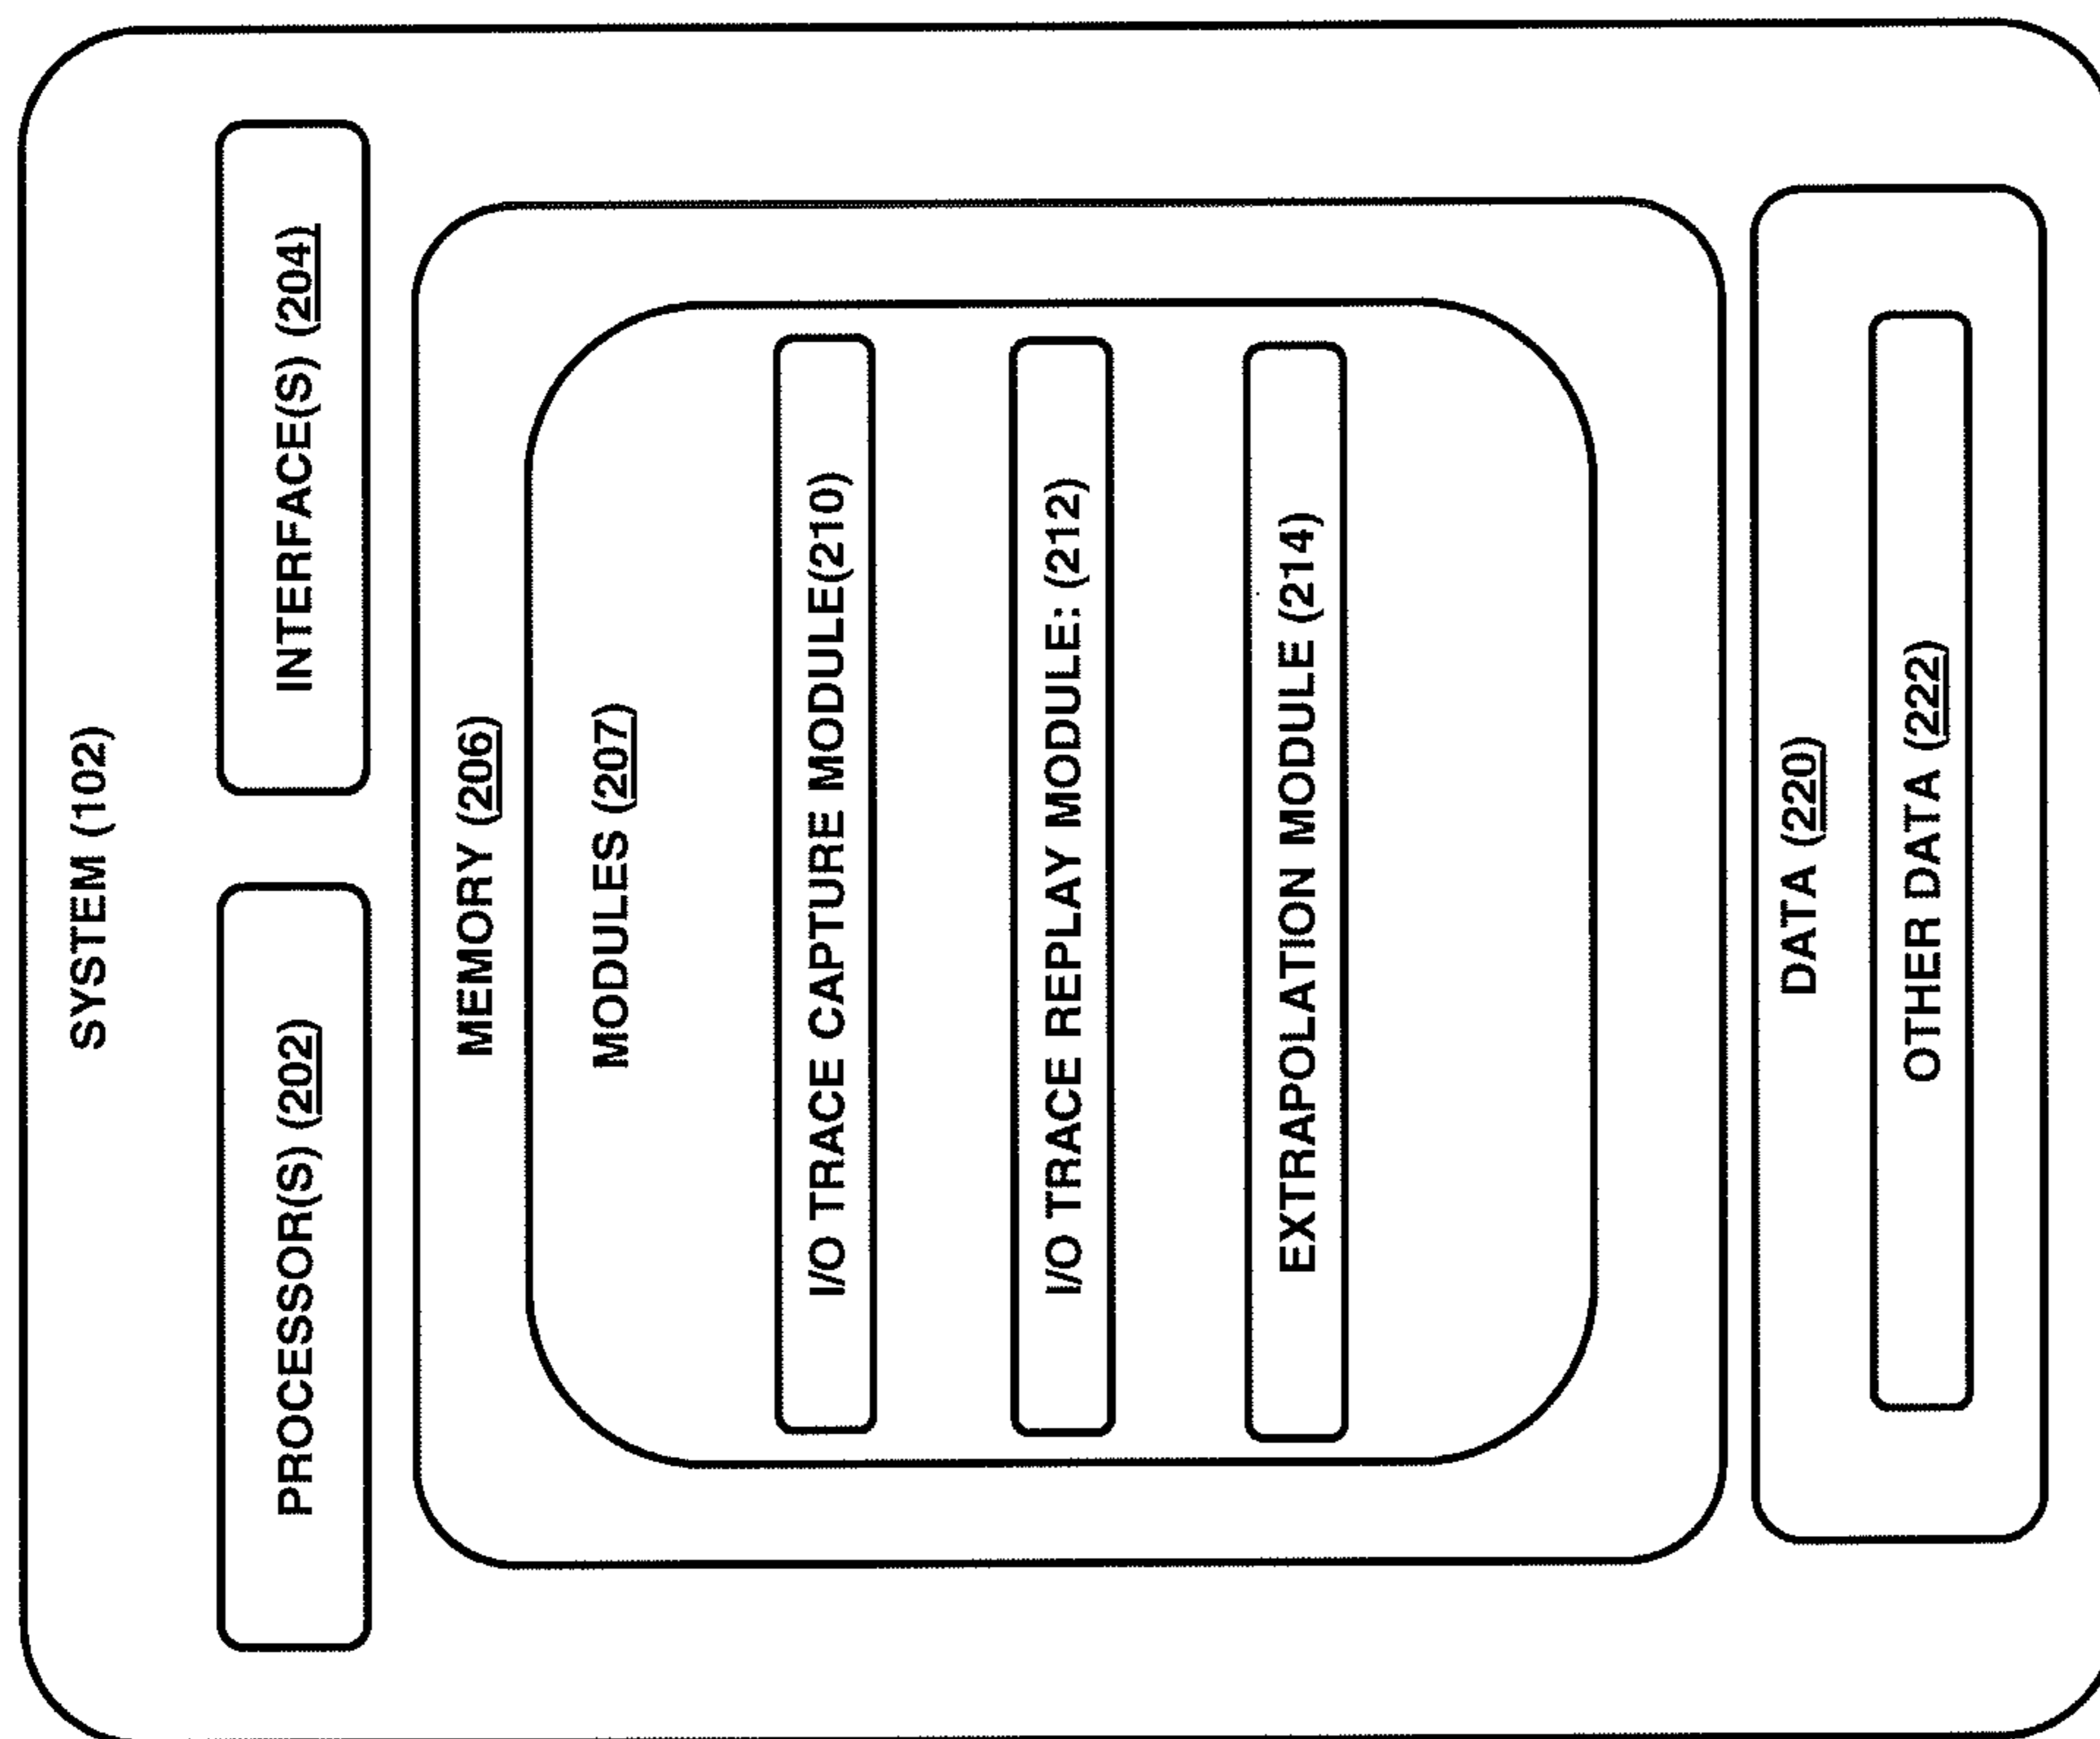 SYSTEM (102)
PROCESSOR(S) (202)
INTERFACE(S) (204)
MEMORY (206)
MODULES (207)
I/O TRACE CAPTURE MODULE(210)
I/O TRACE REPLAY MODULE: (212)
EXTRAPOLATION MODULE (214)
DATA (220)
OTHER DATA (222)